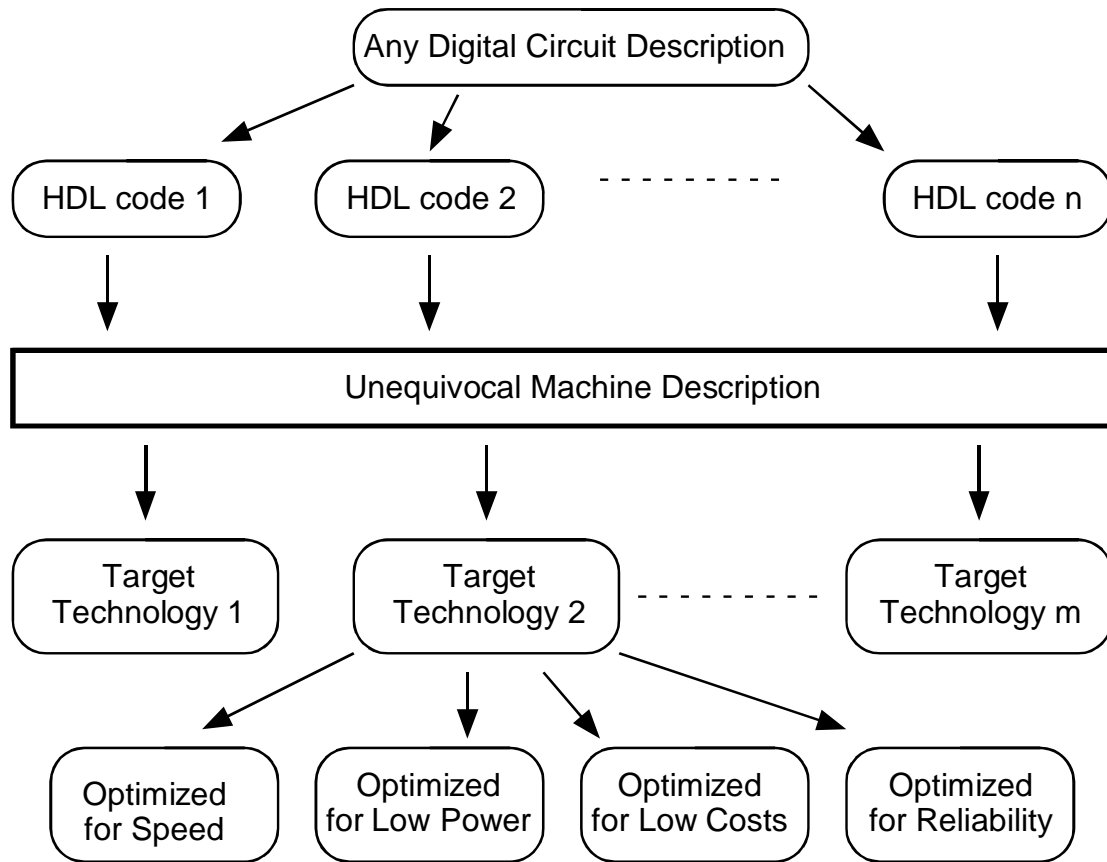 Any Digital Circuit Description
HDL code 1
HDL code 2
HDL code n
Unequivocal Machine Description
Target
Technology 1
Target
Technology 2
Target
Technology m
Optimized
for Speed
Optimized
for Low Power
Optimized
for Low Costs
Optimized
for Reliability